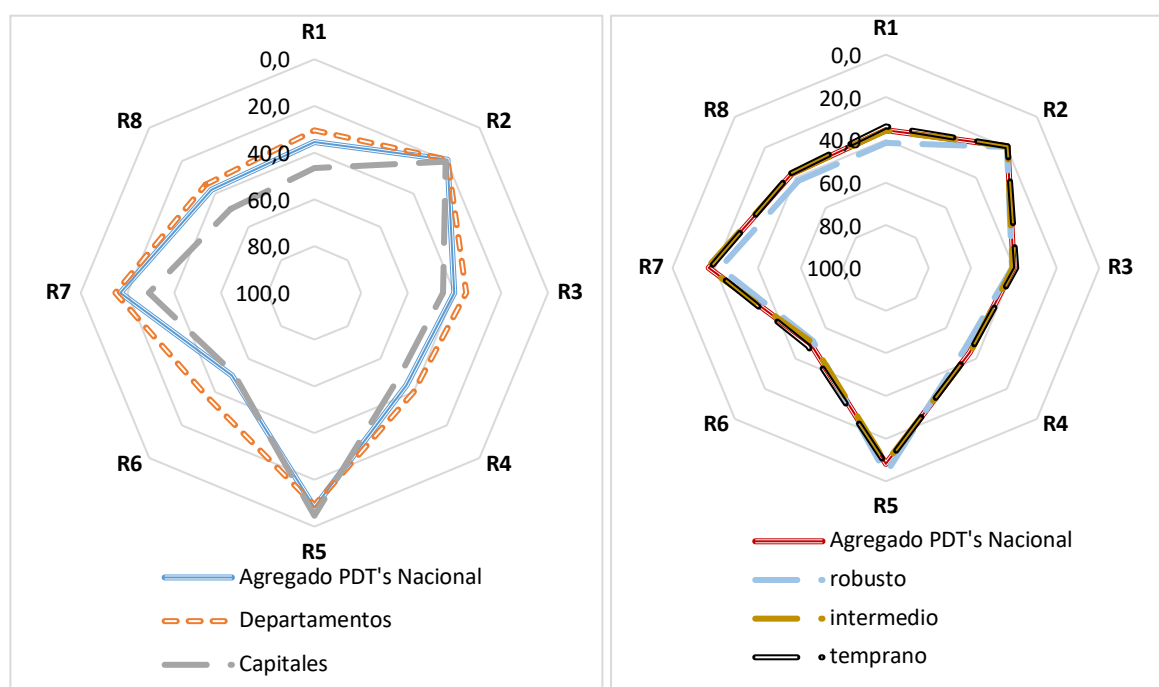 R1
0,0
20,0
40,0
60,0
80,0
100,0
R2
R3
R4
R5
R6
R7
R8
Agregado PDT's Nacional
Departamentos
Capitales
R1
0,0
20,0
40,0
60,0
80,0
100,0
R2
R3
R4
R5
R6
R7
R8
Agregado PDT's Nacional
robusto
intermedio
temprano